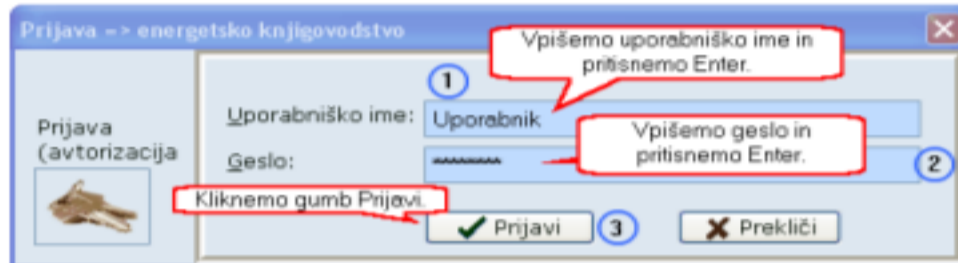 Prijava => energetsko knjigovodstvo
Vpišemo uporabniško ime in
pritisnemo Enter.
1
Uporabniško ime:
Uporabnik
Prijava
(avtorizacija
Vpišemo geslo in
pritisnemo Enter.
Geslo:
2
Kliknemo gumb Prijavi.
Prijavi
3
Prekliči